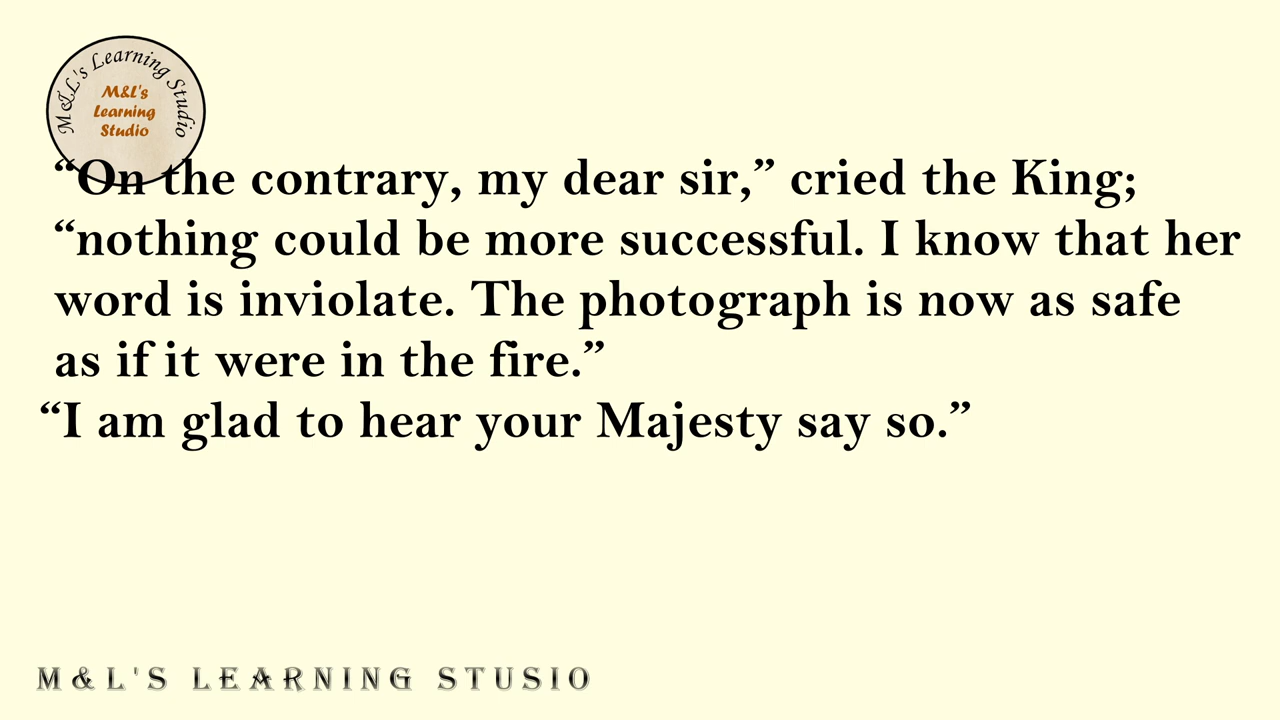 M&L's Learning Studio
M&L's
Learning
Studio
“On the contrary, my dear sir,” cried the King;
“nothing could be more successful. I know that her
word is inviolate. The photograph is now as safe
as if it were in the fire.”
“I am glad to hear your Majesty say so.”
M&L'S LEARNING STUSIO